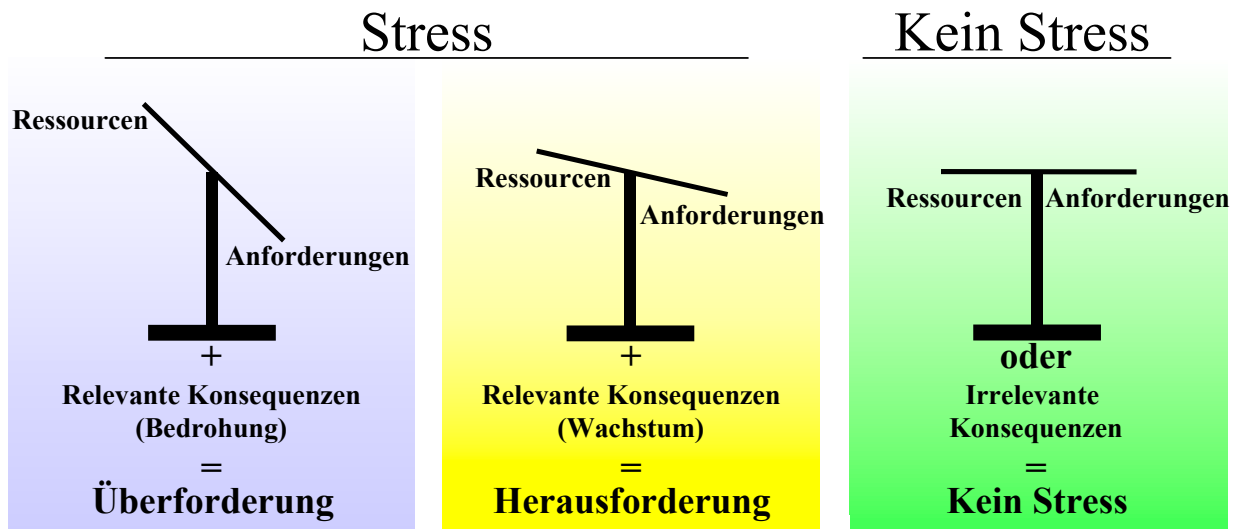 Stress
Kein Stress
Ressourcen
Anforderungen
+
Relevante Konsequenzen
(Bedrohung)
=
Überforderung
Ressourcen
Anforderungen
+
Relevante Konsequenzen
(Wachstum)
=
Herausforderung
Ressourcen
Anforderungen
oder
Irrelevante
Konsequenzen
=
Kein Stress